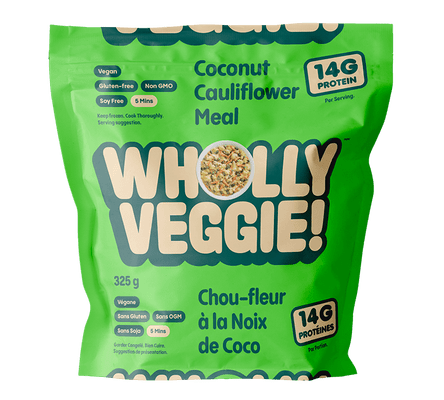 VEGGIE!
Vegan
Gluten-free
Non GMO
Soy Free
5 Mins
Keep frozen. Cook Thoroughly.
Serving suggestion.
Coconut
Cauliflower
Meal
14G
PROTEIN
Per Serving.
WHOLLY
VEGGIE!
325 g
Végane
Sans Gluten
Sans OGM
Sans Soja
5 Mins
Garder Congelé. Bien Cuire.
Suggestion de présentation.
Chou-fleur
à la Noix
de Coco
14G
PROTÉINES
Par Portion.